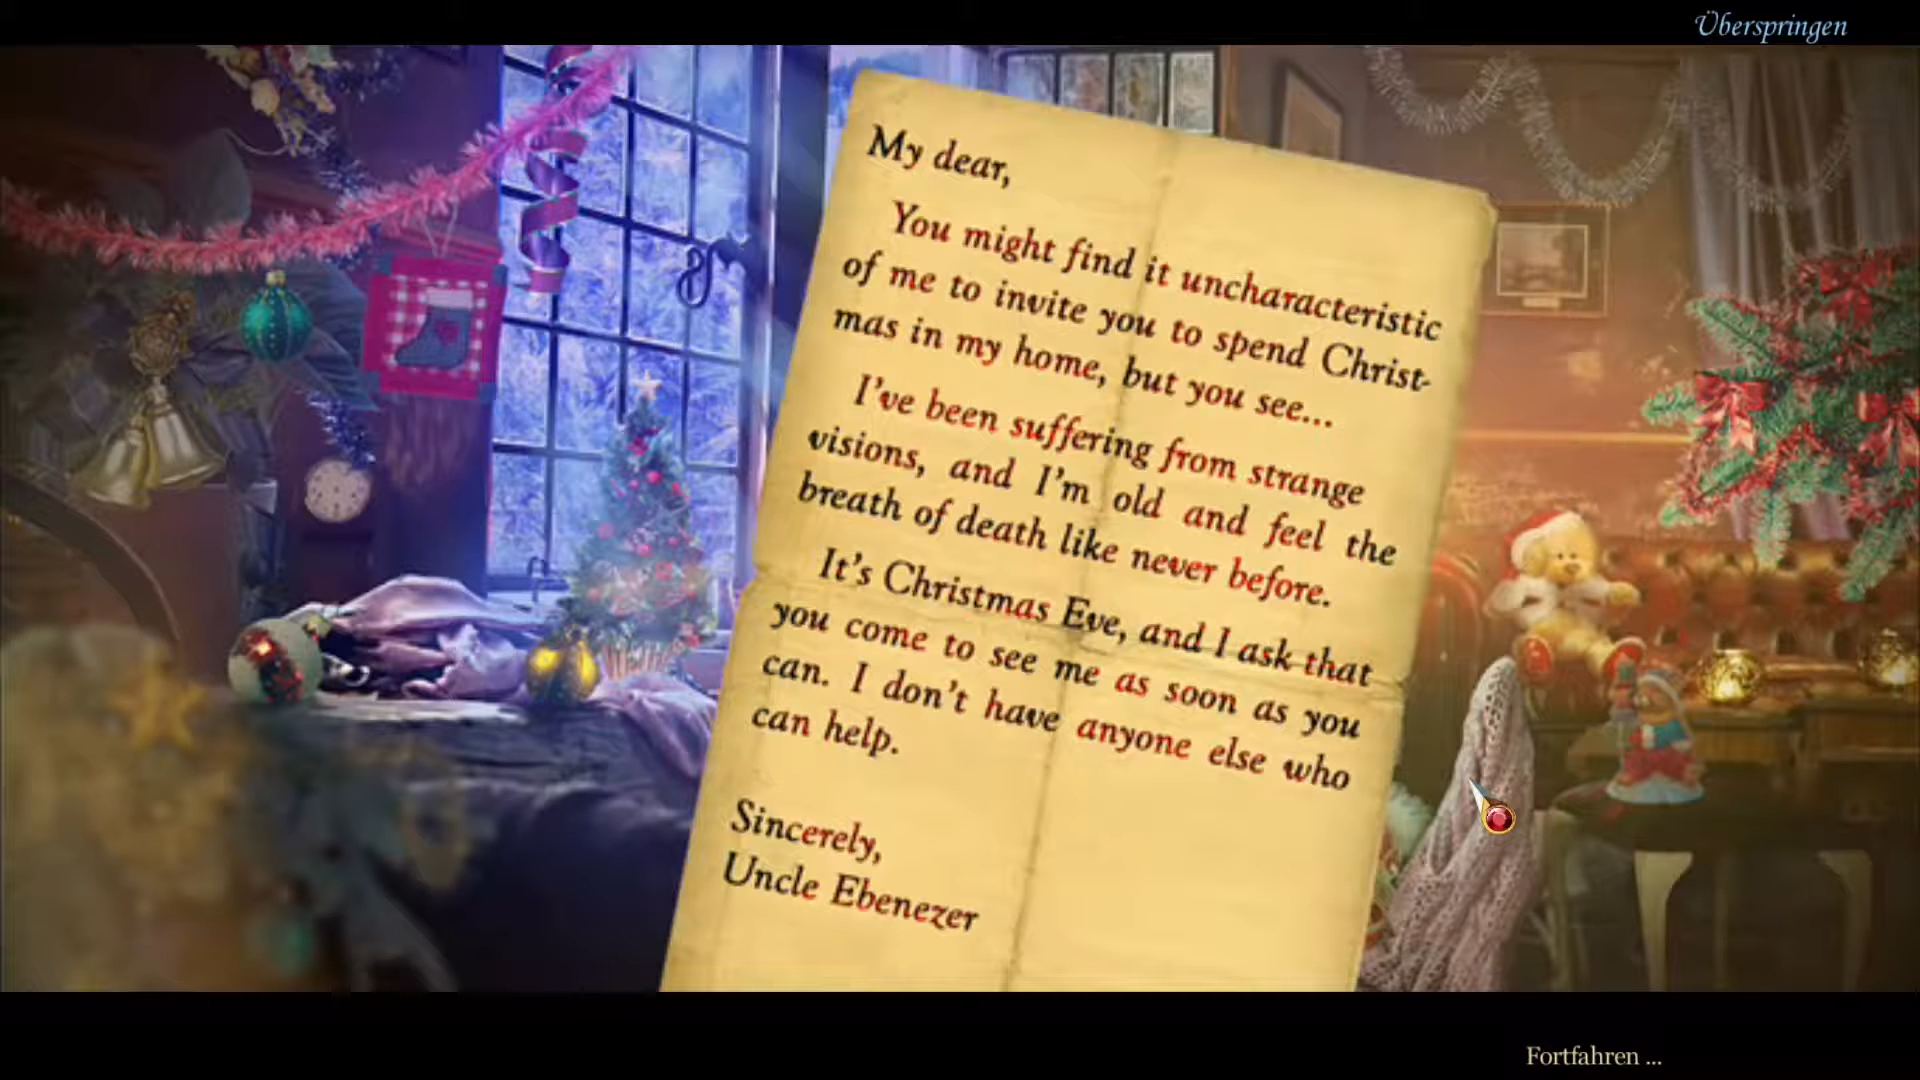 Überspringen
My dear,
You might find it uncharacteristic
of me to invite you to spend Christ-
mas in my home, but you see...
I've been suffering from strange
visions, and I'm old and feel the
breath of death like never before.
It's Christmas Eve, and I ask that
you come to see me as soon as you
can. I don't have anyone else who
can help.
Sincerely,
Uncle Ebenezer
Fortfahren ...